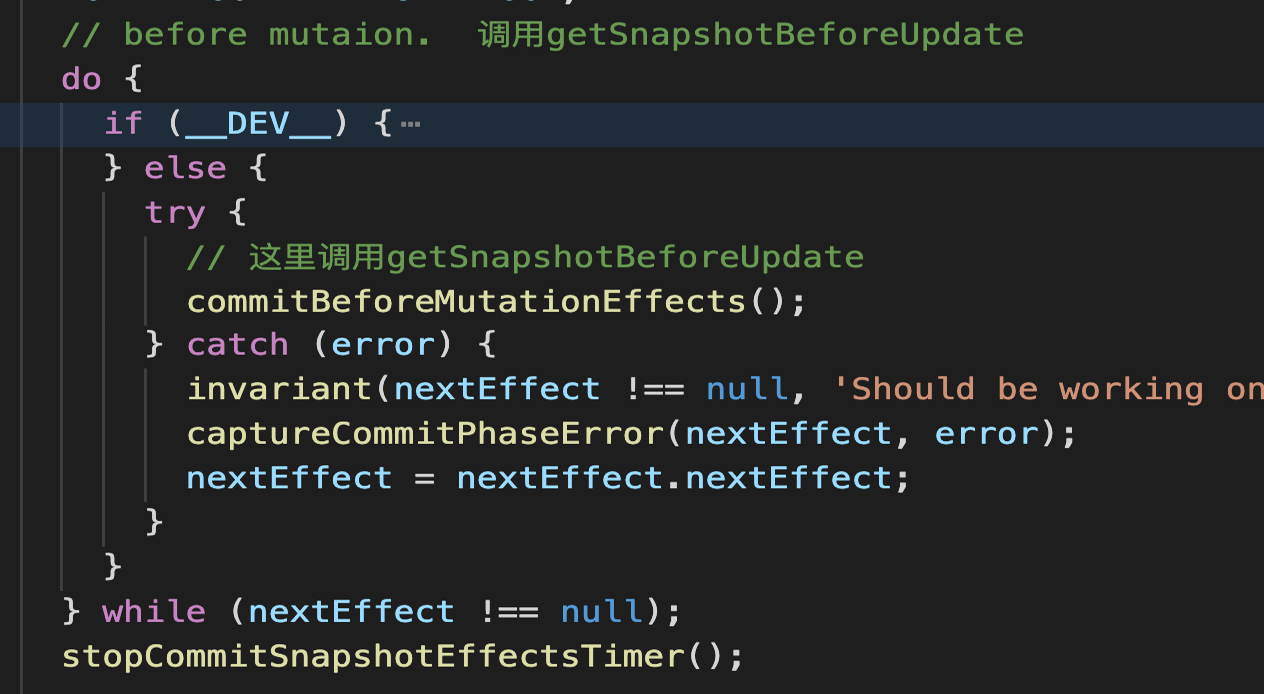 // before mutaion.  调用getSnapshotBeforeUpdate
do {
if (__DEV__) {…
} else {
try {
// 这里调用getSnapshotBeforeUpdate
commitBeforeMutationEffects();
} catch (error) {
invariant(nextEffect !== null, 'Should be working on
captureCommitPhaseError(nextEffect, error);
nextEffect = nextEffect.nextEffect;
}
}
} while (nextEffect !== null);
stopCommitSnapshotEffectsTimer();